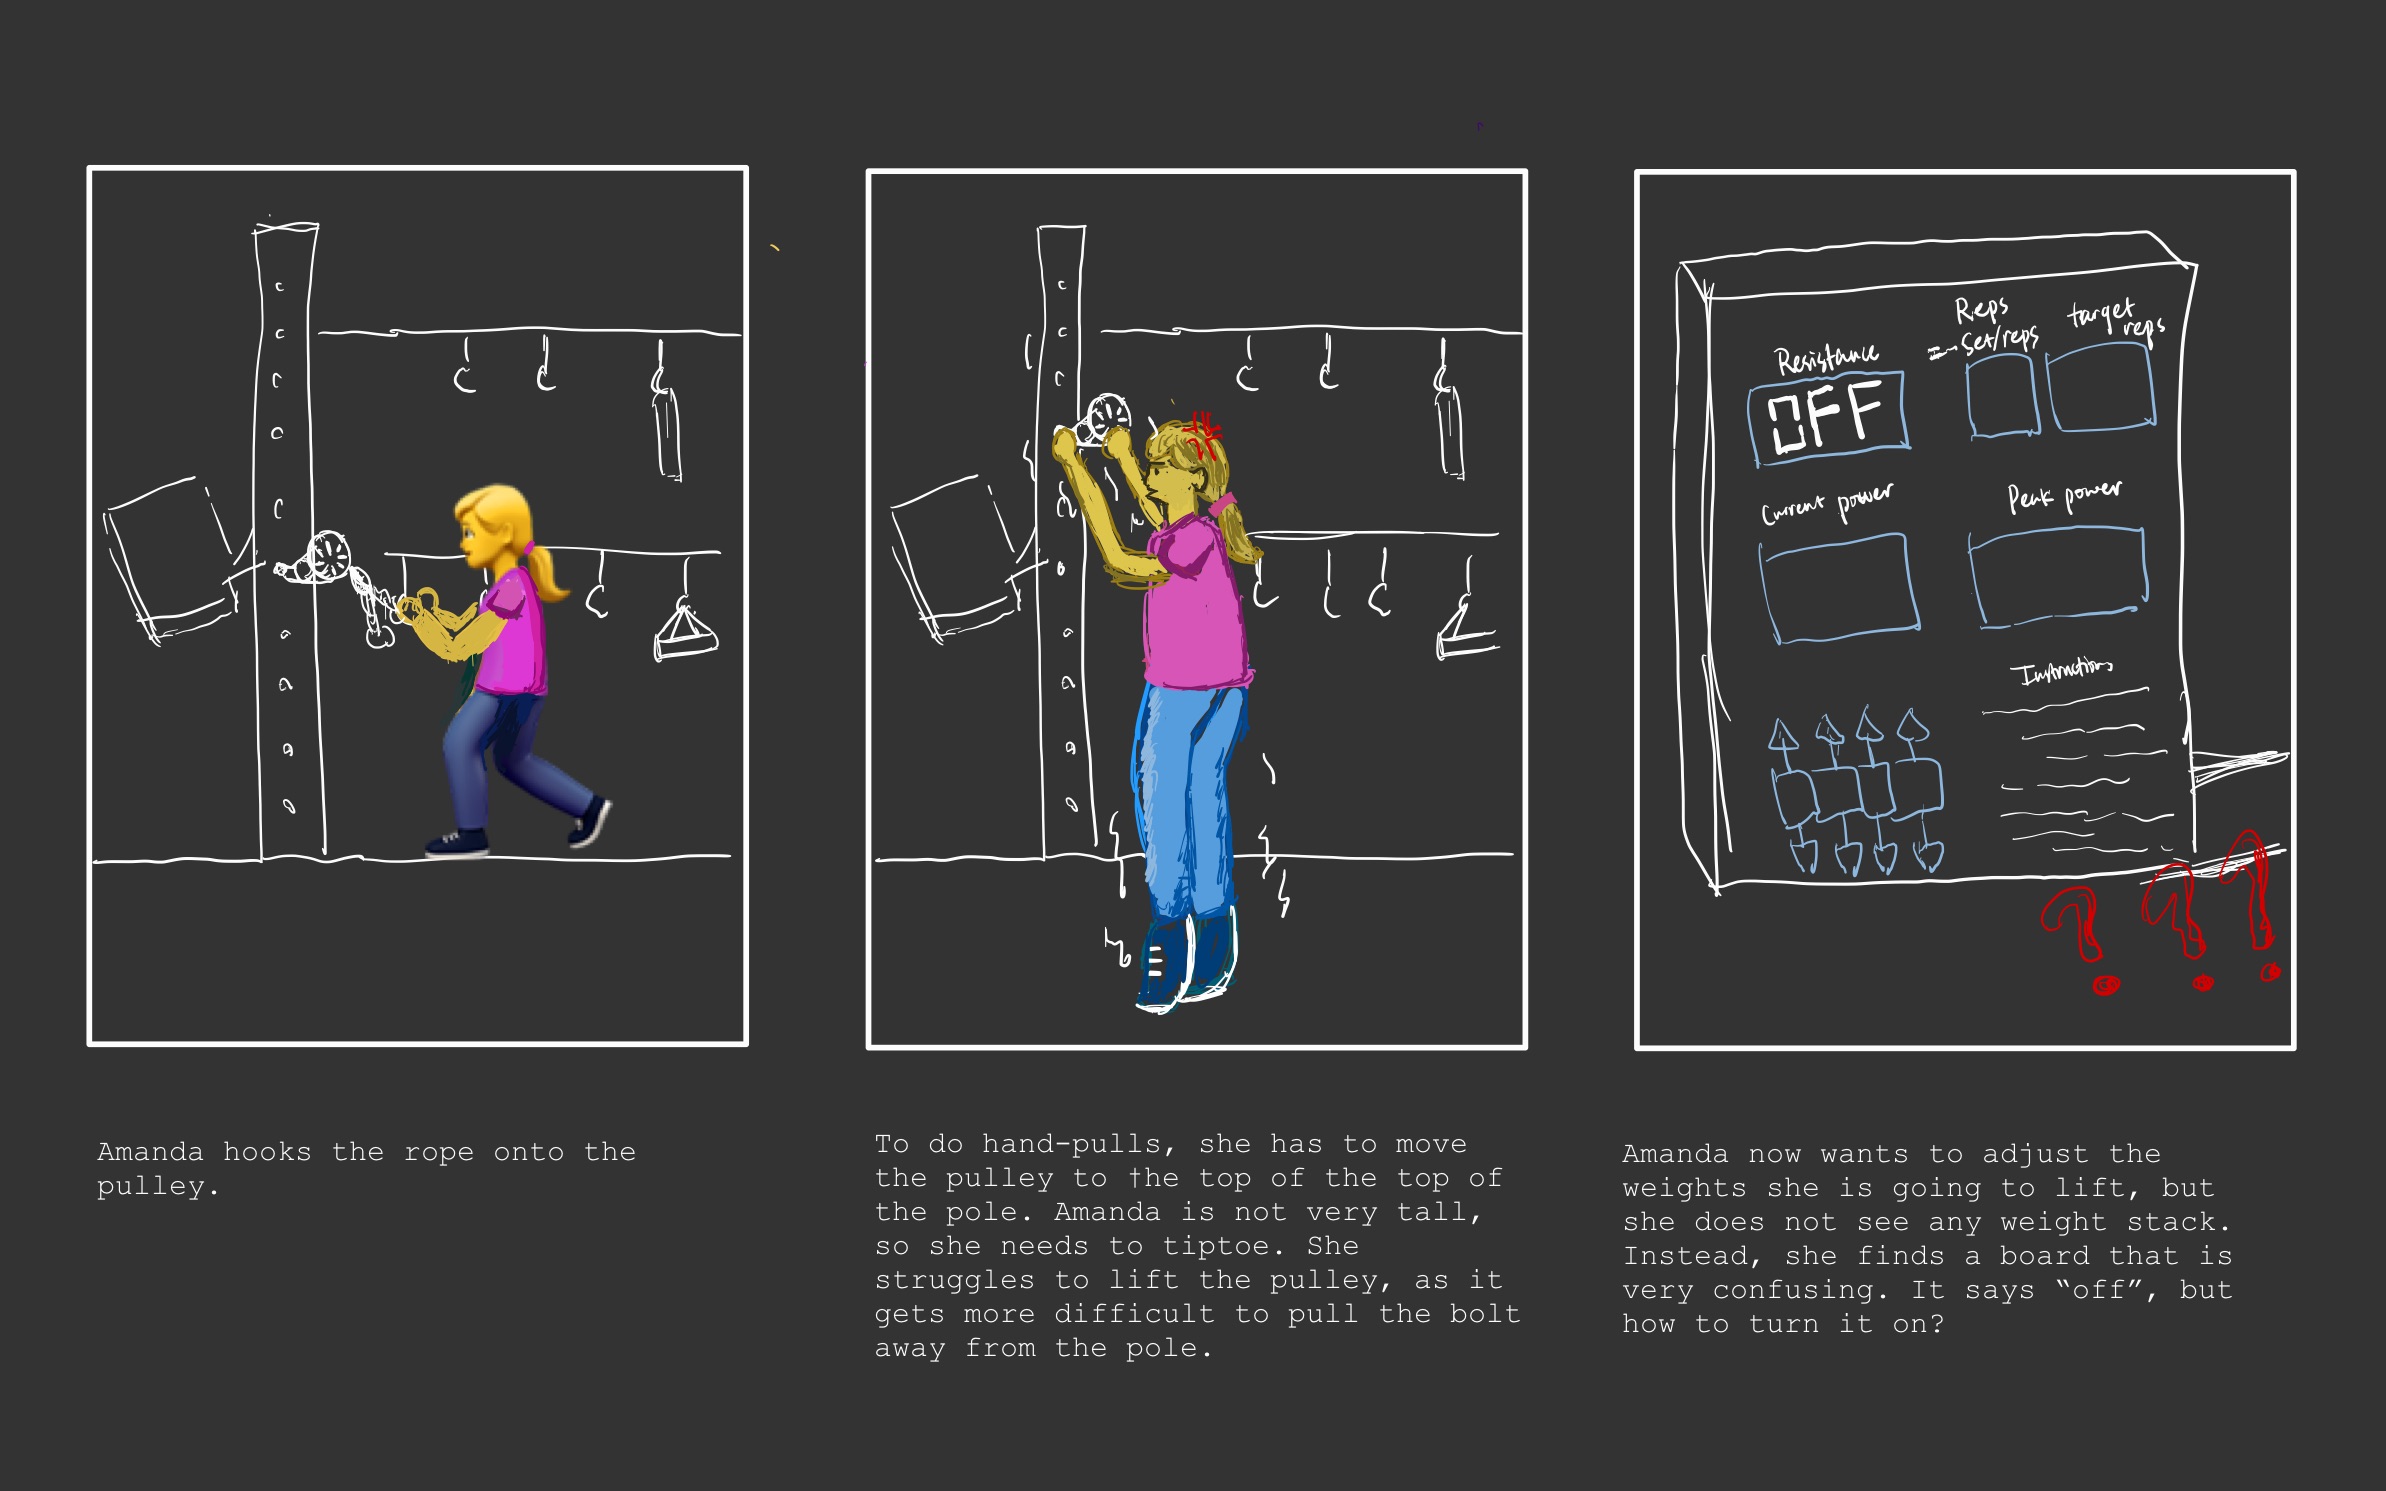 Resistance
OFF
Reps
Set/reps
target
reps
Current power
Peak power
Instructions
Amanda hooks the rope onto the
pulley.
To do hand-pulls, she has to move
the pulley to †he top of the top of
the pole. Amanda is not very tall,
so she needs to tiptoe. She
struggles to lift the pulley, as it
gets more difficult to pull the bolt
away from the pole.
Amanda now wants to adjust the
weights she is going to lift, but
she does not see any weight stack.
Instead, she finds a board that is
very confusing. It says “off”, but
how to turn it on?